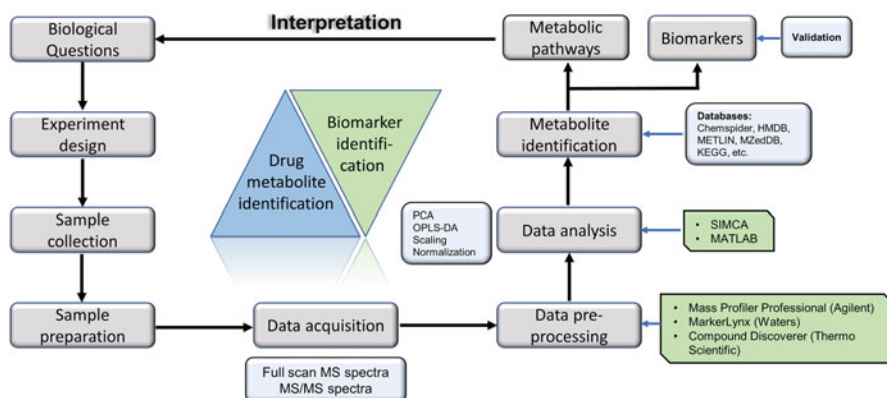 Interpretation
Biological
Questions
Experiment
design
Sample
collection
Sample
preparation
Data acquisition
Full scan MS spectra
MS/MS spectra
Data pre-
processing
• Mass Profiler Professional (Agilent)
• MarkerLynx (Waters)
• Compound Discoverer (Thermo
Scientific)
Data analysis
PCA
OPLS-DA
Scaling
Normalization
• SIMCA
• MATLAB
Metabolite
identification
Databases:
Chemspider, HMDB,
METLIN, MZedDB,
KEGG, etc.
Metabolic
pathways
Biomarkers
Validation
Drug
metabolite
identification
Biomarker
identifi-
cation